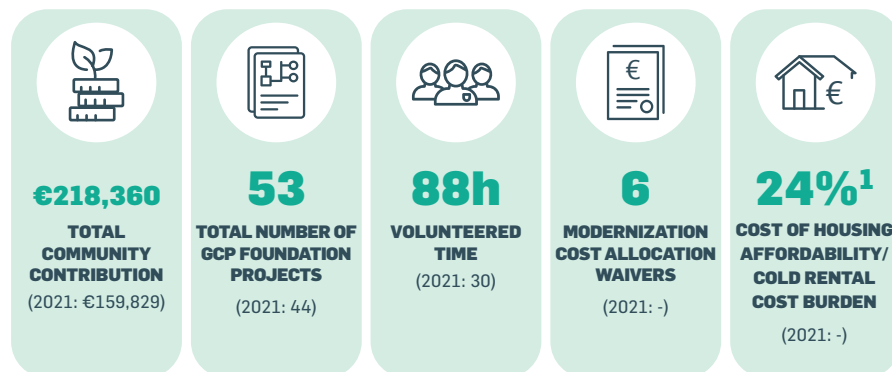 €218,360
TOTAL
COMMUNITY
CONTRIBUTION
(2021: €159,829)
53
TOTAL NUMBER OF
GCP FOUNDATION
PROJECTS
(2021: 44)
88h
VOLUNTEERED
TIME
(2021: 30)
€
6
MODERNIZATION
COST ALLOCATION
WAIVERS
(2021: -)
€
24%¹
COST OF HOUSING
AFFORDABILITY/
COLD RENTAL
COST BURDEN
(2021: -)